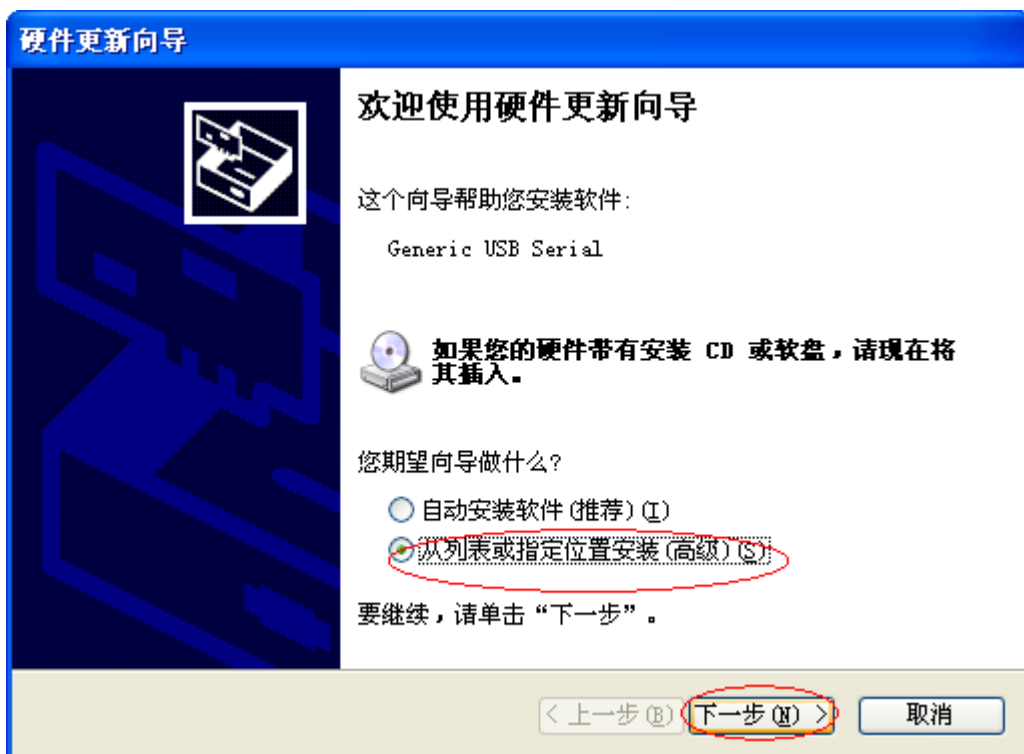 硬件更新向导
欢迎使用硬件更新向导
这个向导帮助您安装软件:
Generic USB Serial
如果您的硬件带有安装 CD 或软盘，请现在将
其插入。
您期望向导做什么?
自动安装软件(推荐)(I)
从列表或指定位置安装(高级)(S)
要继续，请单击“下一步”。
< 上一步(B) 下一步(N) > 取消